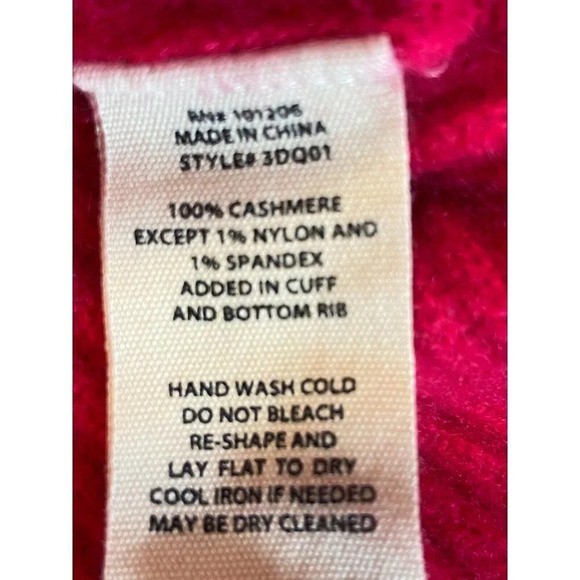 RN# 101206
MADE IN CHINA
STYLE# 3DQ01
100% CASHMERE
EXCEPT 1% NYLON AND
1% SPANDEX
ADDED IN CUFF
AND BOTTOM RIB
HAND WASH COLD
DO NOT BLEACH
RE-SHAPE AND
LAY FLAT TO DRY
COOL IRON IF NEEDED
MAY BE DRY CLEANED